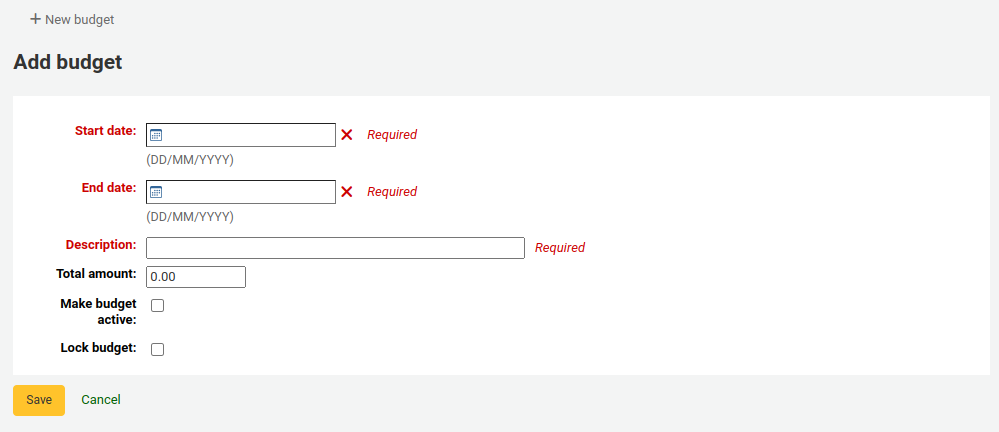 + New budget
Add budget
Start date: Required
(DD/MM/YYYY)
End date: Required
(DD/MM/YYYY)
Description: Required
Total amount: 0.00
Make budget
active:
Lock budget:
Save Cancel